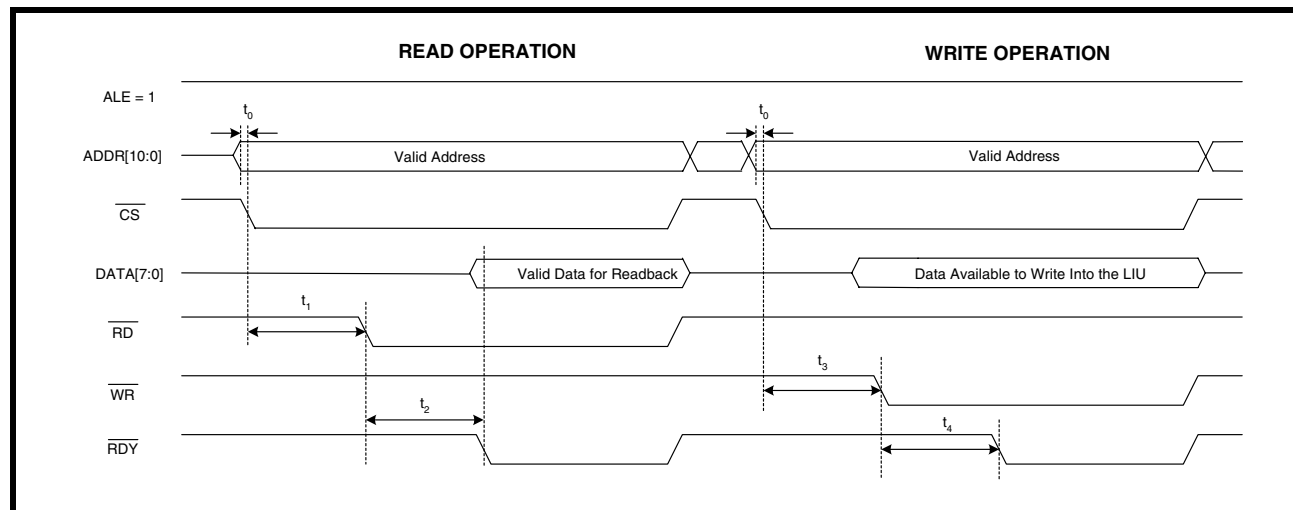 READ OPERATION WRITE OPERATION
ALE = 1
t0 t0
ADDR[10:0] Valid Address Valid Address
CS
DATA[7:0] Valid Data for Readback Data Available to Write Into the LIU
t1
RD
t3
WR
t2 t4
RDY